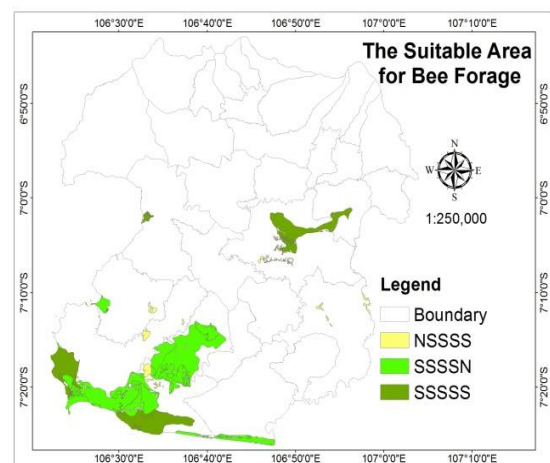 106°30'0"E 106°40'0"E 106°50'0"E 107°0'0"E 107°10'0"E
The Suitable Area
for Bee Forage
6°50'0"S 6°50'0"S
N
W E
S
7°0'0"S 7°0'0"S
1:250,000
7°10'0"S 7°10'0"S
Legend
Boundary
NSSSS
SSSSN
SSSSS
7°20'0"S 7°20'0"S
106°30'0"E 106°40'0"E 106°50'0"E 107°0'0"E 107°10'0"E